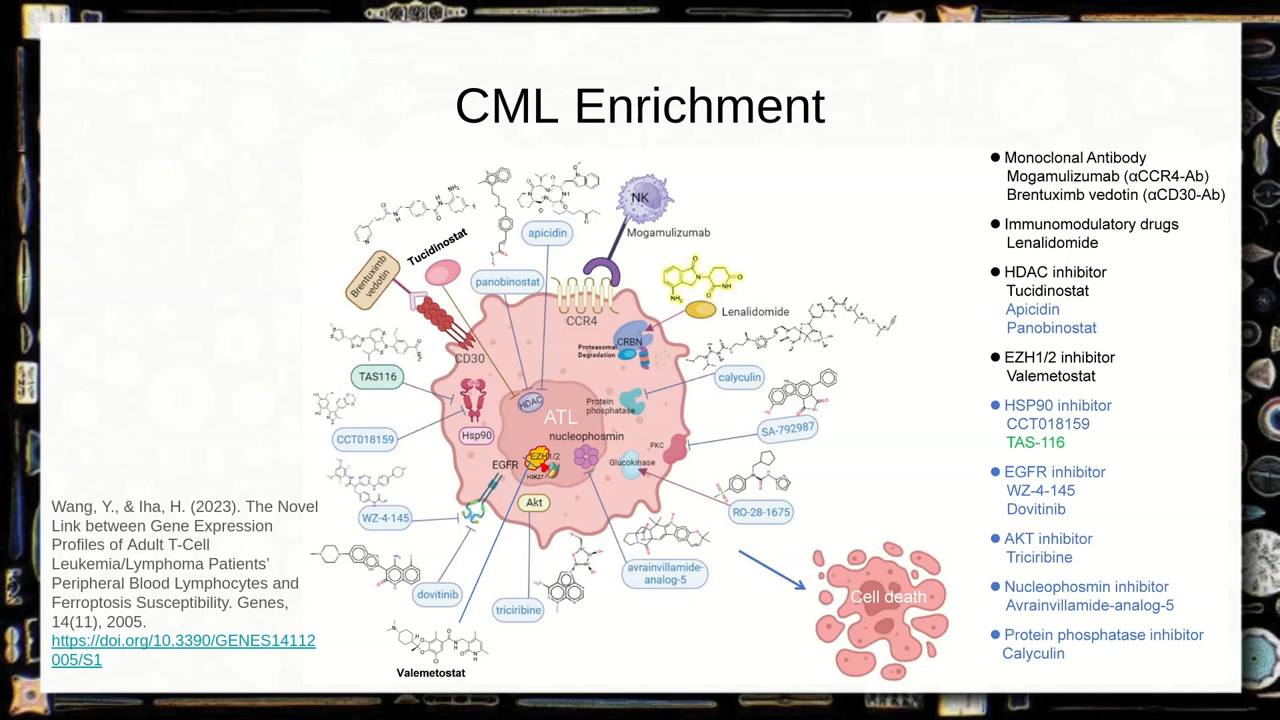 CML Enrichment
NK
Mogamulizumab
apicidin
Tucidinostat
Brentuximb
vedotin
panobinostat
CCR4
Lenalidomide
CRBN
Proteasomal
Degradation
CD30
TAS116
calyculin
HDAC
ATL
Protein
phosphatase
CCT018159
Hsp90
nucleophosmin
SA-792987
PKC
EGFR
EZH1/2
H3K27
Glucokinase
Akt
RO-28-1675
WZ-4-145
avrainvillamide-
analog-5
dovitinib
triciribine
Cell death
Valemetostat
● Monoclonal Antibody
Mogamulizumab (αCCR4-Ab)
Brentuximb vedotin (αCD30-Ab)
● Immunomodulatory drugs
Lenalidomide
● HDAC inhibitor
Tucidinostat
Apicidin
Panobinostat
● EZH1/2 inhibitor
Valemetostat
● HSP90 inhibitor
CCT018159
TAS-116
● EGFR inhibitor
WZ-4-145
Dovitinib
● AKT inhibitor
Triciribine
● Nucleophosmin inhibitor
Avrainvillamide-analog-5
● Protein phosphatase inhibitor
Calyculin
Wang, Y., & Iha, H. (2023). The Novel
Link between Gene Expression
Profiles of Adult T-Cell
Leukemia/Lymphoma Patients'
Peripheral Blood Lymphocytes and
Ferroptosis Susceptibility. Genes,
14(11), 2005.
https://doi.org/10.3390/GENES14112
005/S1